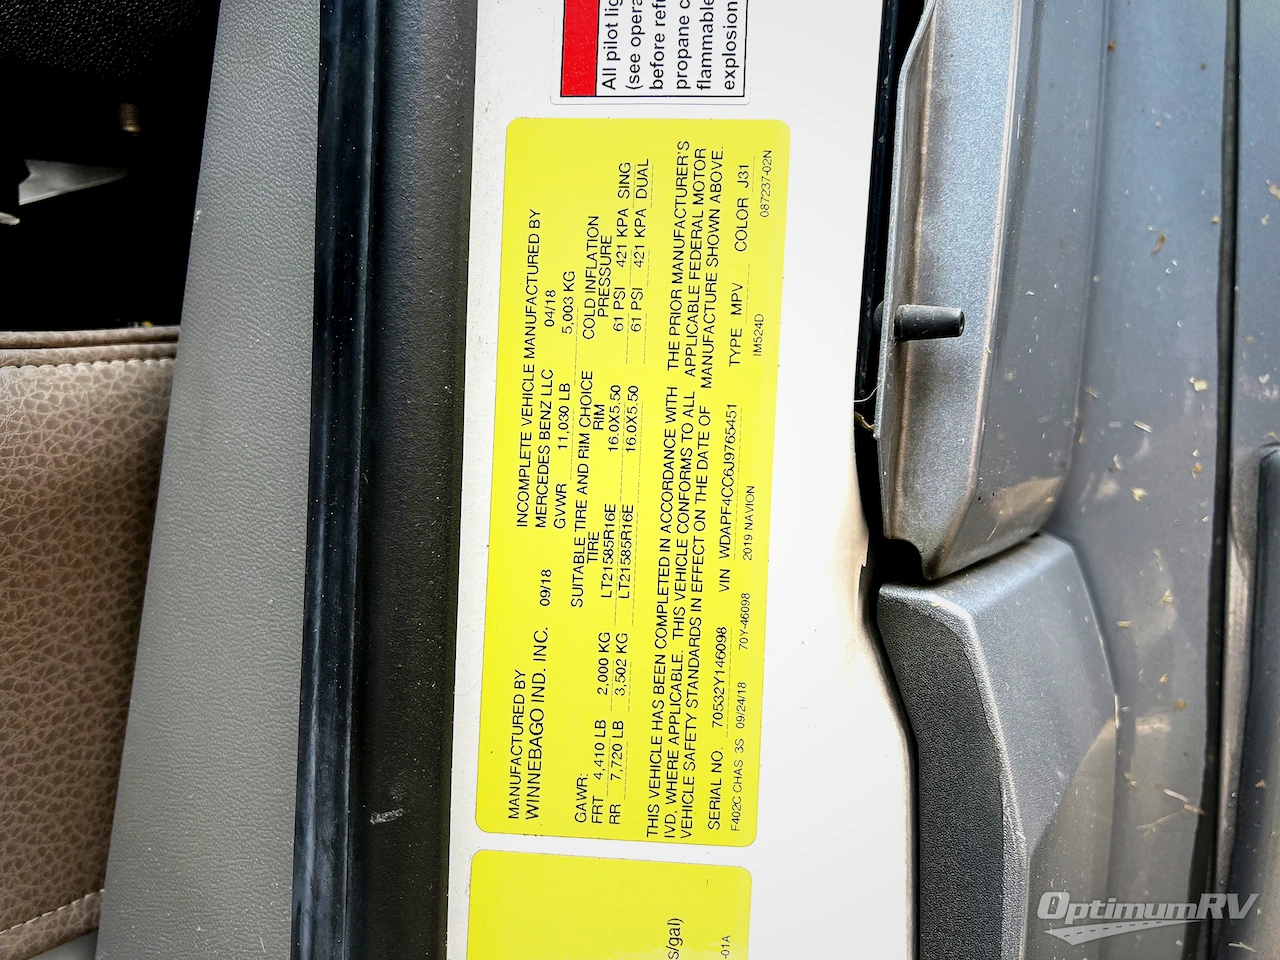 All pilot lig
(see opera
before refu
propane c
flammable
explosion
MANUFACTURED BY INCOMPLETE VEHICLE MANUFACTURED BY
WINNEBAGO IND. INC. 09/18 MERCEDES BENZ LLC 04/18
GVWR 11,030 LB 5,003 KG
GAWR: SUITABLE TIRE AND RIM CHOICE COLD INFLATION
TIRE RIM PRESSURE
FRT 4,410 LB 2,000 KG LT21585R16E 16.0X5.50 61 PSI 421 KPA SING
RR 7,720 LB 3,502 KG LT21585R16E 16.0X5.50 61 PSI 421 KPA DUAL
THIS VEHICLE HAS BEEN COMPLETED IN ACCORDANCE WITH THE PRIOR MANUFACTURER'S
IVD, WHERE APPLICABLE. THIS VEHICLE CONFORMS TO ALL APPLICABLE FEDERAL MOTOR
VEHICLE SAFETY STANDARDS IN EFFECT ON THE DATE OF MANUFACTURE SHOWN ABOVE.
SERIAL NO. 70532Y146098 VIN WDAPF4CC6J9765451 TYPE MPV COLOR J31
F402C CHAS 3S 09/24/18 70Y-46098 2019 NAVION IM524D 087237-02N
s/gal)
-01A
OptimumRV